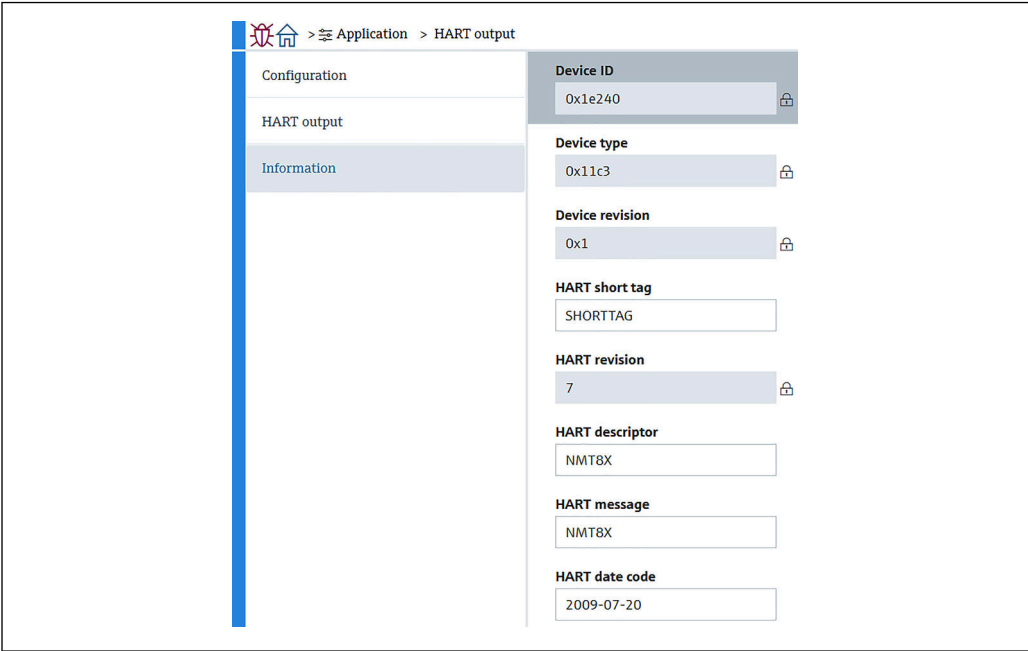 > Application > HART output
Configuration
HART output
Information
Device ID
0x1e240
Device type
0x11c3
Device revision
0x1
HART short tag
SHORTTAG
HART revision
7
HART descriptor
NMT8X
HART message
NMT8X
HART date code
2009-07-20